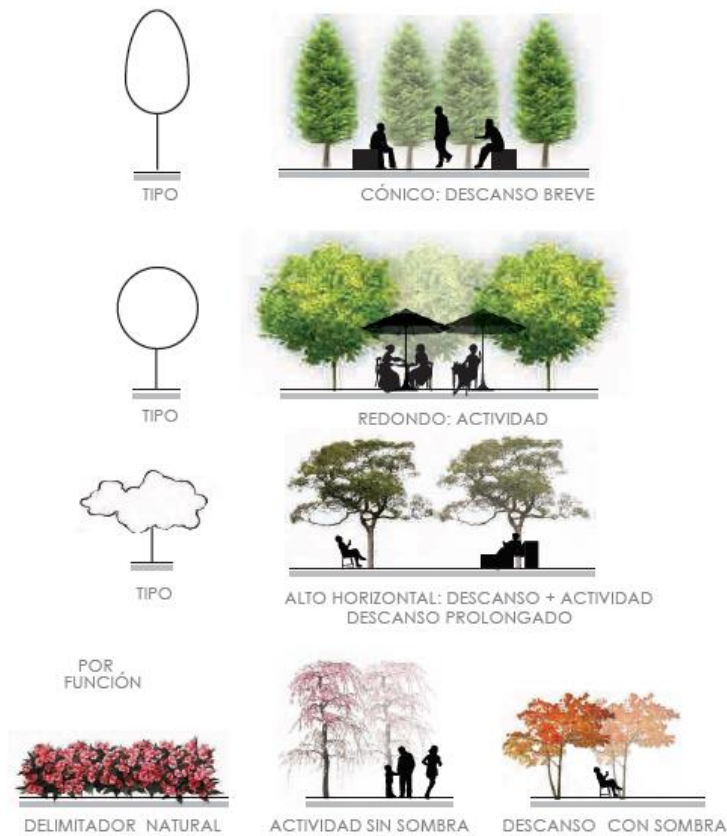 TIPO
CÓNICO: DESCANSO BREVE
TIPO
REDONDO: ACTIVIDAD
TIPO
ALTO HORIZONTAL: DESCANSO + ACTIVIDAD
DESCANSO PROLONGADO
POR
FUNCIÓN
DELIMITADOR NATURAL
ACTIVIDAD SIN SOMBRA
DESCANSO CON SOMBRA